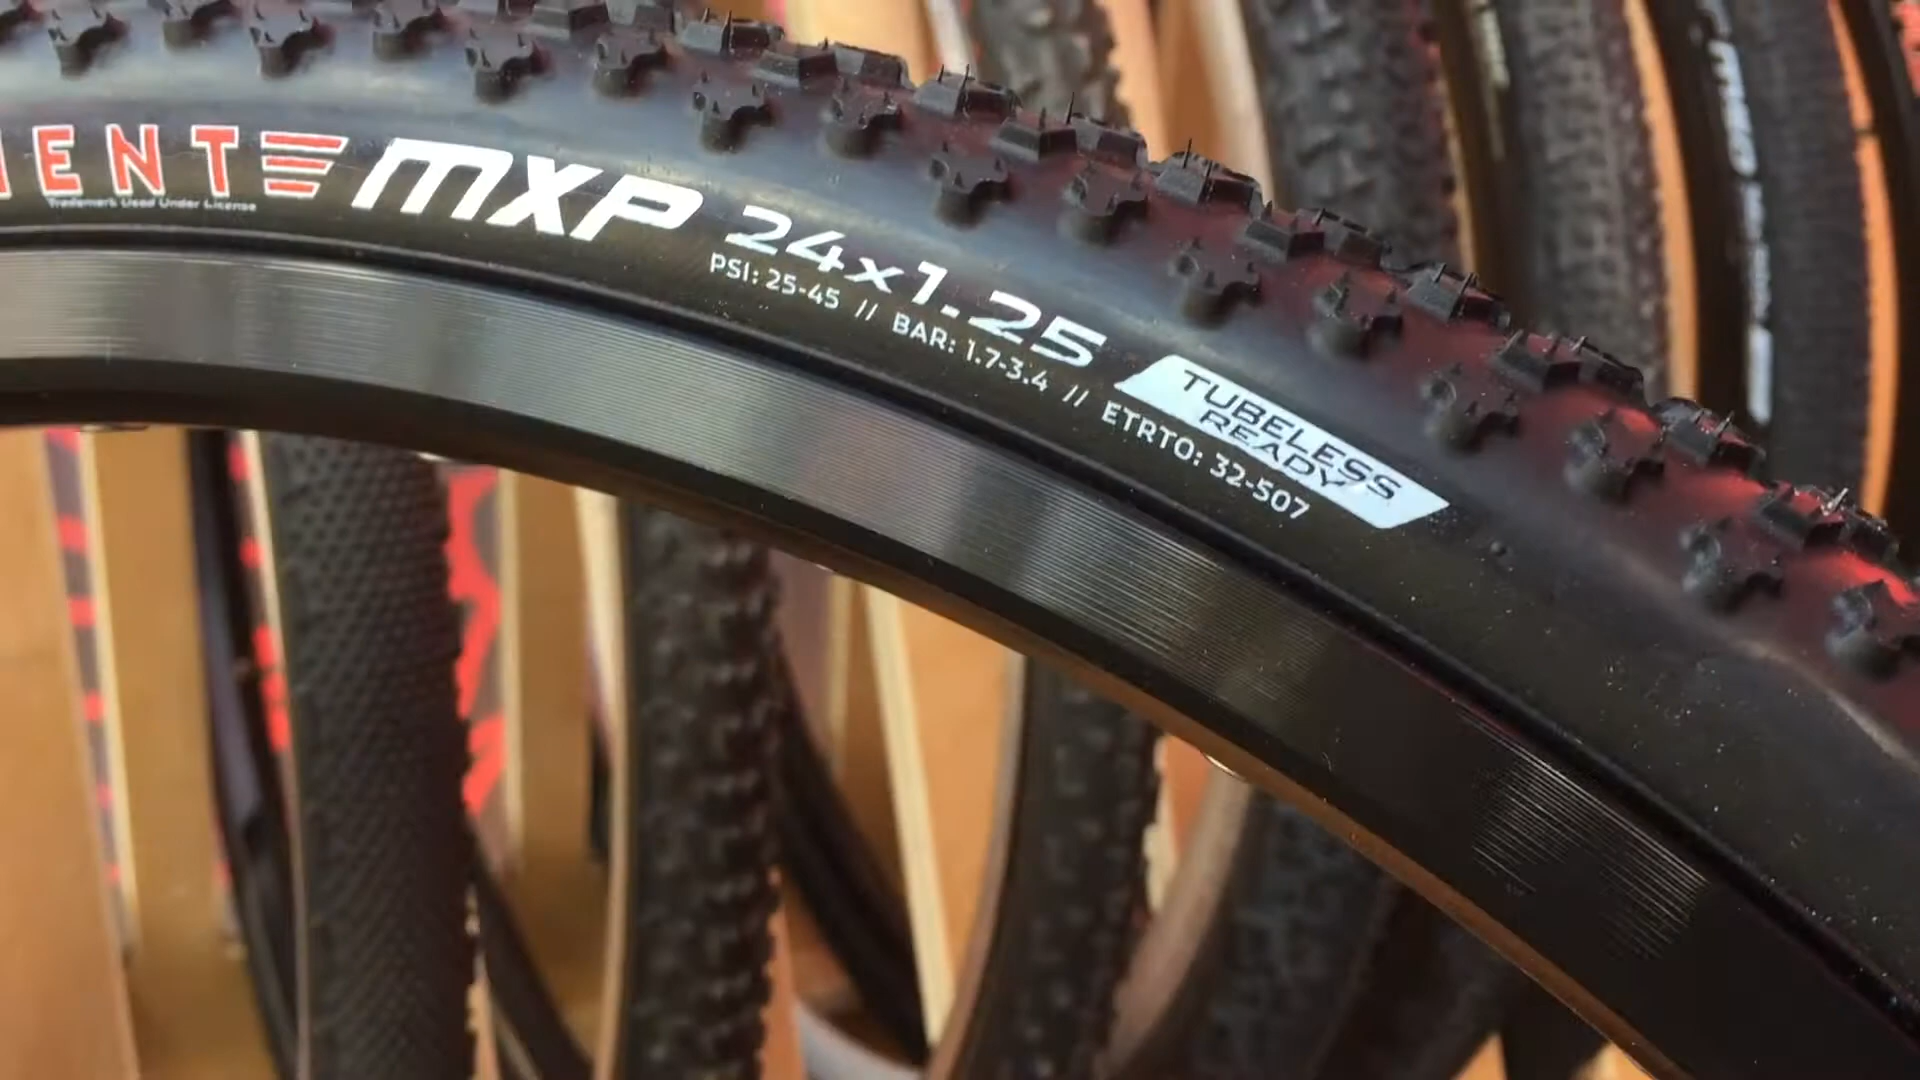 IENT
Trademark Used Under License
MXP
24x1.25
PSI: 25-45 // BAR: 1.7-3.4 // ETRTO: 32-507
TUBELESS
READY